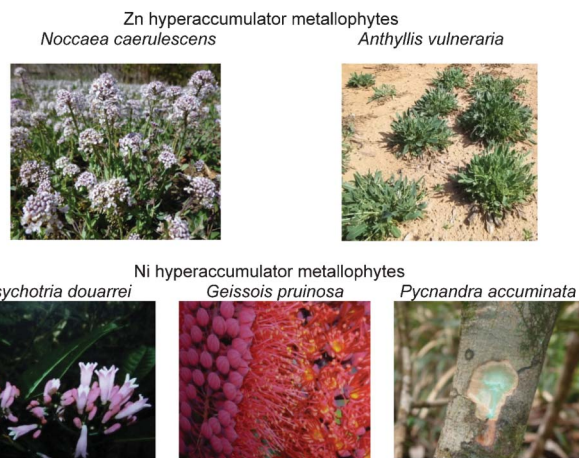 Zn hyperaccumulator metallophytes
Noccaea caerulescens
Anthyllis vulneraria
Ni hyperaccumulator metallophytes
sychotria douarrei
Geissois pruinosa
Pycnandra accuminata